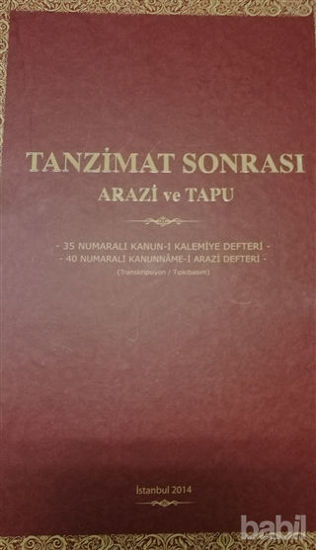 TANZİMAT SONRASI
ARAZİ ve TAPU
- 35 NUMARALI KANUN-I KALEMİYE DEFTERİ -
- 40 NUMARALI KANUNNÂME-İ ARAZİ DEFTERİ -
(Transkripsiyon / Tıpkıbasım)
İstanbul 2014
babil